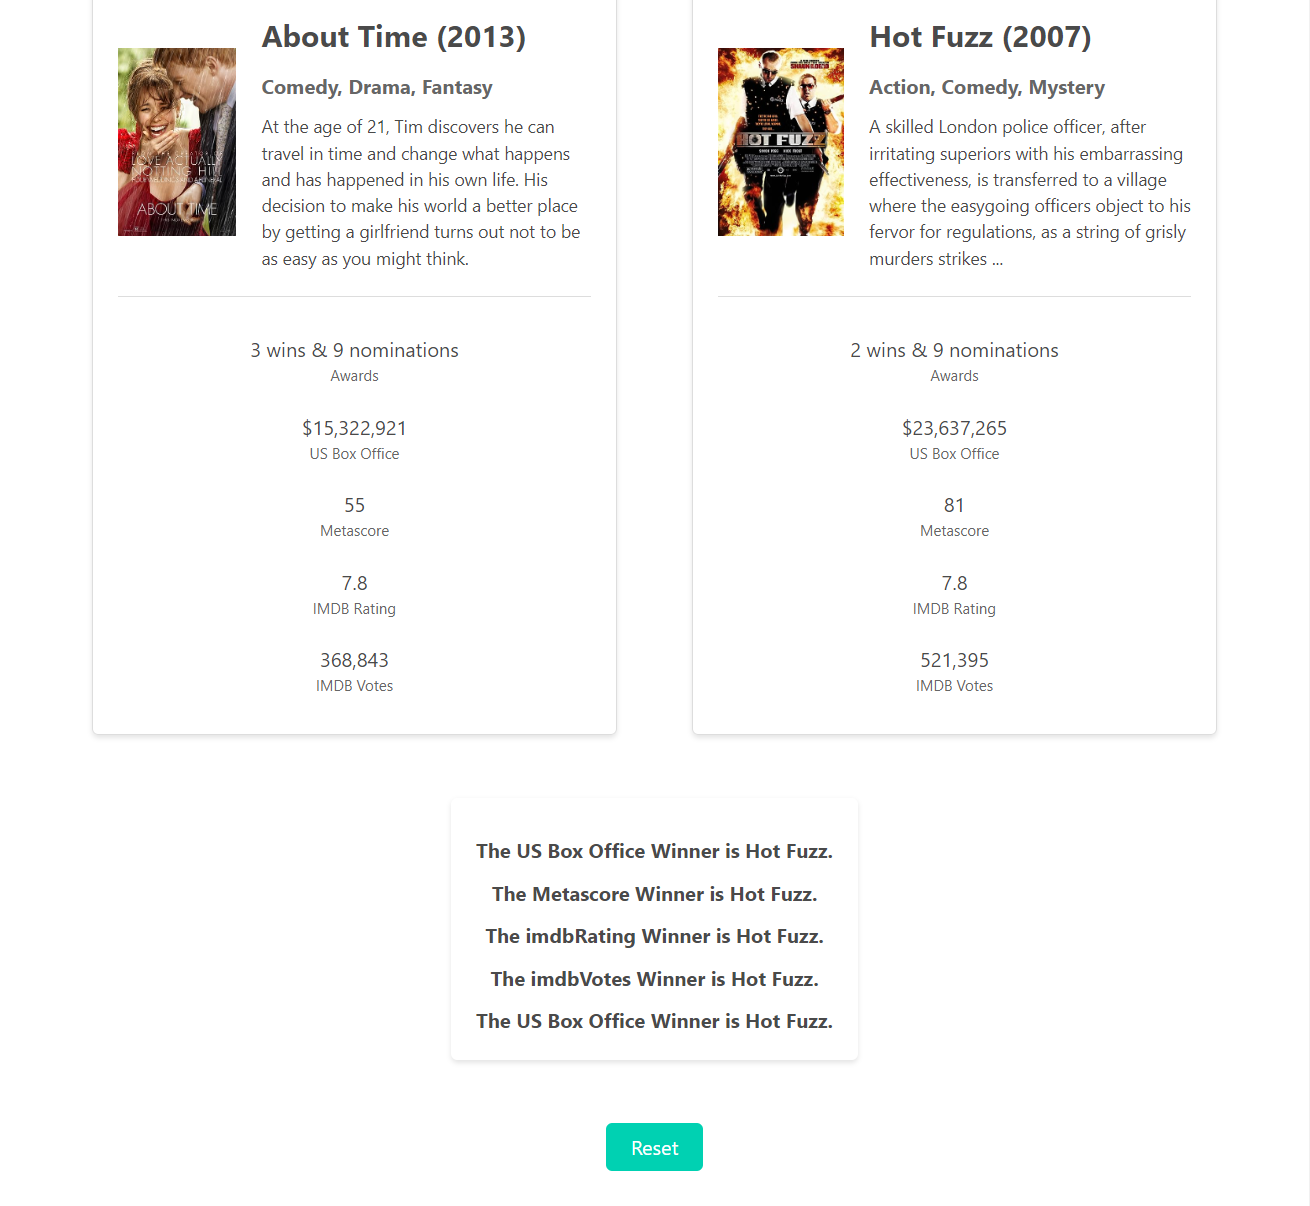 About Time (2013)
Comedy, Drama, Fantasy
At the age of 21, Tim discovers he can
travel in time and change what happens
and has happened in his own life. His
decision to make his world a better place
by getting a girlfriend turns out not to be
as easy as you might think.
LOVE ACTUALLY
NOTTING HILL
ABOUT TIME
3 wins & 9 nominations
Awards
$15,322,921
US Box Office
55
Metascore
7.8
IMDB Rating
368,843
IMDB Votes
Hot Fuzz (2007)
Action, Comedy, Mystery
A skilled London police officer, after
irritating superiors with his embarrassing
effectiveness, is transferred to a village
where the easygoing officers object to his
fervor for regulations, as a string of grisly
murders strikes ...
HOT FUZZ
2 wins & 9 nominations
Awards
$23,637,265
US Box Office
81
Metascore
7.8
IMDB Rating
521,395
IMDB Votes
The US Box Office Winner is Hot Fuzz.
The Metascore Winner is Hot Fuzz.
The imdbRating Winner is Hot Fuzz.
The imdbVotes Winner is Hot Fuzz.
The US Box Office Winner is Hot Fuzz.
Reset